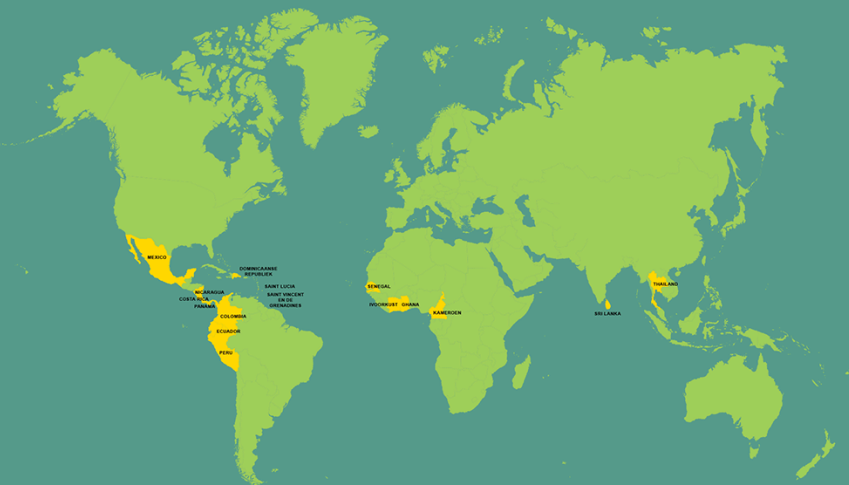 MEXICO
DOMINICAANSE
REPUBLIEK
SAINT LUCIA
NICARAGUA
SAINT VINCENT
EN DE
GRENADINES
COSTA RICA
PANAMA
COLOMBIA
ECUADOR
PERU
SENEGAL
IVOORKUST
GHANA
KAMEROEN
THAILAND
SRI LANKA